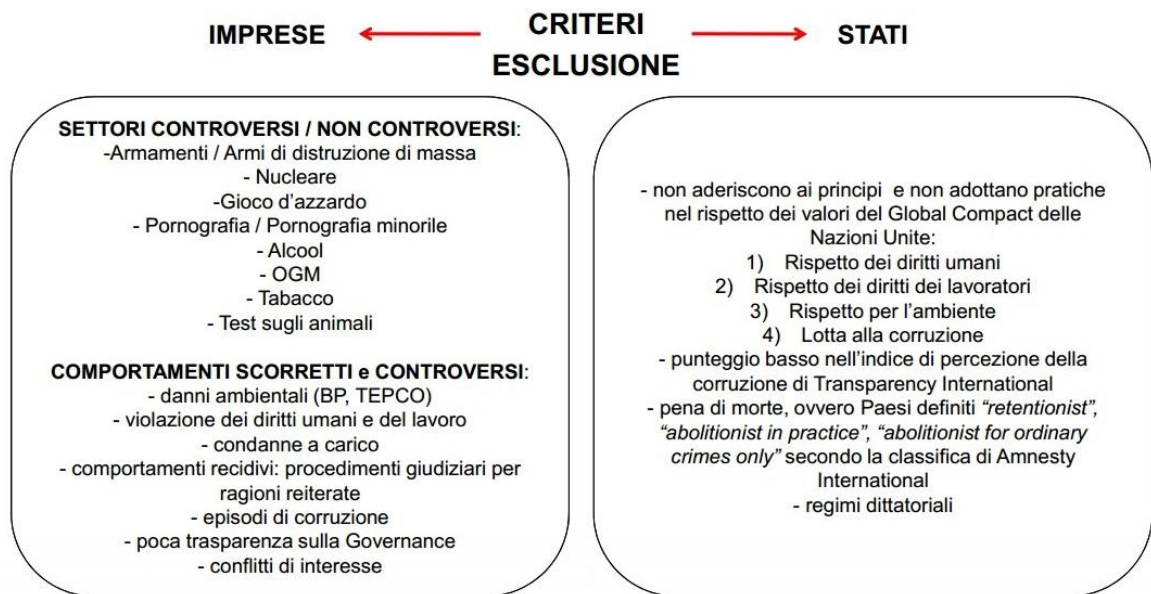 IMPRESE
CRITERI
ESCLUSIONE
STATI
SETTORI CONTROVERSI / NON CONTROVERSI:
-Armamenti / Armi di distruzione di massa
- Nucleare
-Gioco d'azzardo
- Pornografia / Pornografia minorile
- Alcool
- OGM
- Tabacco
- Test sugli animali
COMPORTAMENTI SCORRETTI e CONTROVERSI:
- danni ambientali (BP, TEPCO)
- violazione dei diritti umani e del lavoro
- condanne a carico
- comportamenti recidivi: procedimenti giudiziari per
ragioni reiterate
- episodi di corruzione
- poca trasparenza sulla Governance
- conflitti di interesse
- non aderiscono ai principi e non adottano pratiche
nel rispetto dei valori del Global Compact delle
Nazioni Unite:
1) Rispetto dei diritti umani
2) Rispetto dei diritti dei lavoratori
3) Rispetto per l'ambiente
4) Lotta alla corruzione
- punteggio basso nell'indice di percezione della
corruzione di Transparency International
- pena di morte, ovvero Paesi definiti "retentionist",
"abolitionist in practice", "abolitionist for ordinary
crimes only" secondo la classifica di Amnesty
International
- regimi dittatoriali